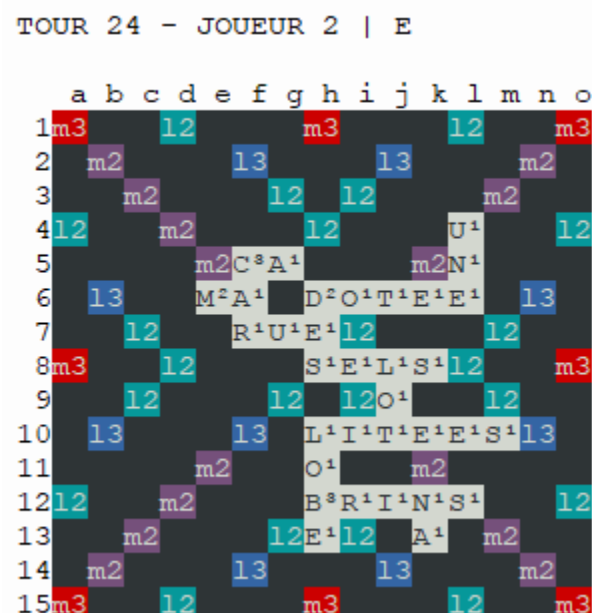 TOUR 24 - JOUEUR 2 | E
a b c d e f g h i j k l m n o
1 m3 l2 m3 l2 m3
2 m2 l3 l3 m2
3 m2 l2 l2 m2
4 l2 m2 l2 U¹ l2
5 m2 C³ A¹ m2 N¹
6 l3 M² A¹ D² O¹ T¹ E¹ E¹ l3
7 l2 R¹ U¹ E¹ l2 l2
8 m3 l2 S¹ E¹ L¹ S¹ l2 m3
9 l2 l2 l2 O¹ l2
10 l3 l3 L¹ I¹ T¹ E¹ E¹ S¹ l3
11 m2 O¹ m2
12 l2 m2 B³ R¹ I¹ N¹ S¹ l2
13 m2 l2 E¹ l2 A¹ m2
14 m2 l3 l3 m2
15 m3 l2 m3 l2 m3